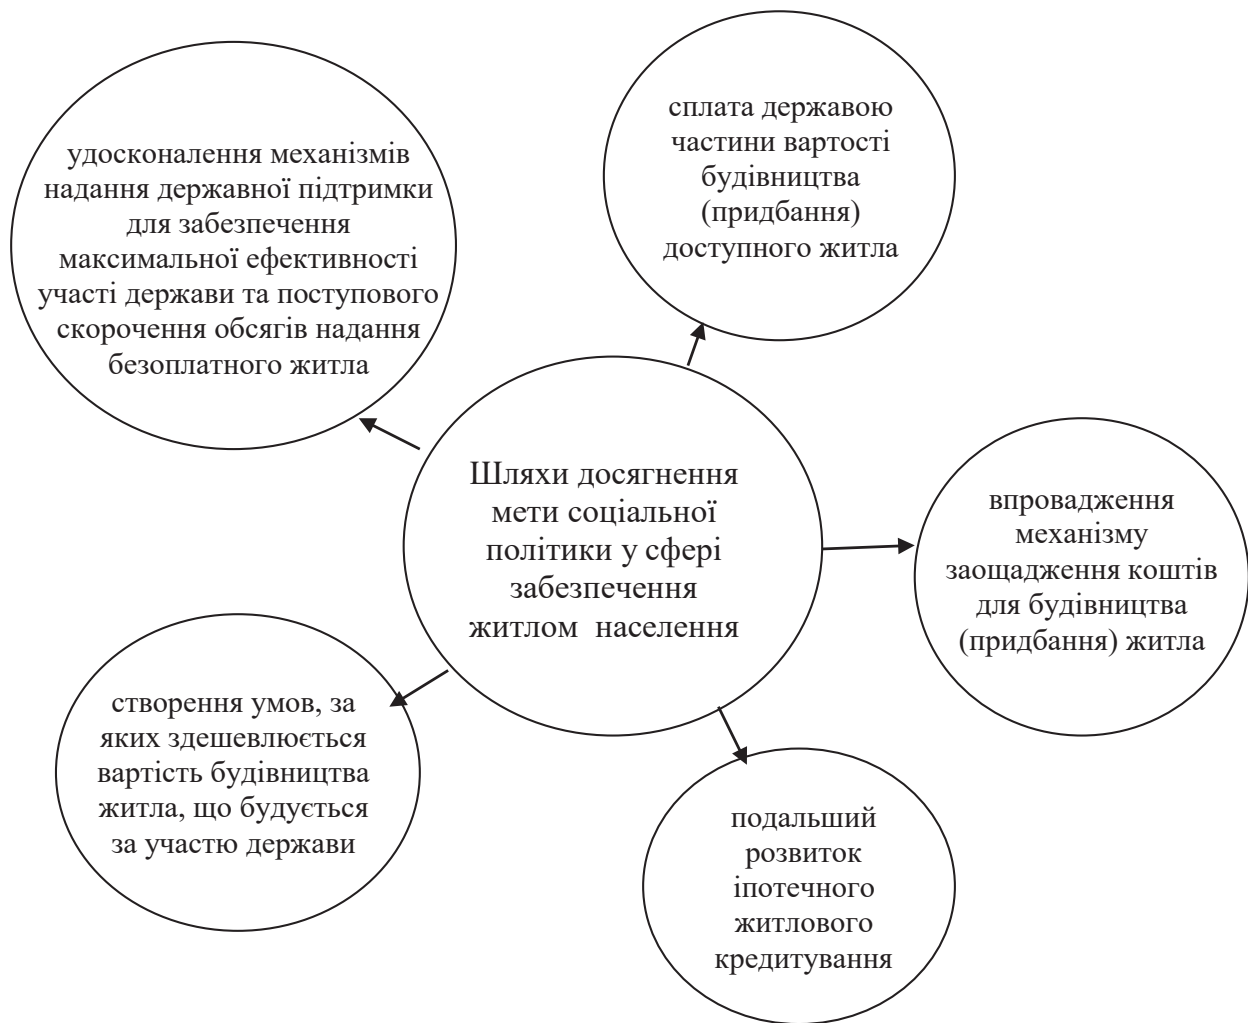 удосконалення механізмів
надання державної підтримки
для забезпечення
максимальної ефективності
участі держави та поступового
скорочення обсягів надання
безоплатного житла
сплата державою
частини вартості
будівництва
(придбання)
доступного житла
Шляхи досягнення
мети соціальної
політики у сфері
забезпечення
житлом населення
впровадження
механізму
заощадження коштів
для будівництва
(придбання) житла
створення умов, за
яких здешевлюється
вартість будівництва
житла, що будується
за участю держави
подальший
розвиток
іпотечного
житлового
кредитування